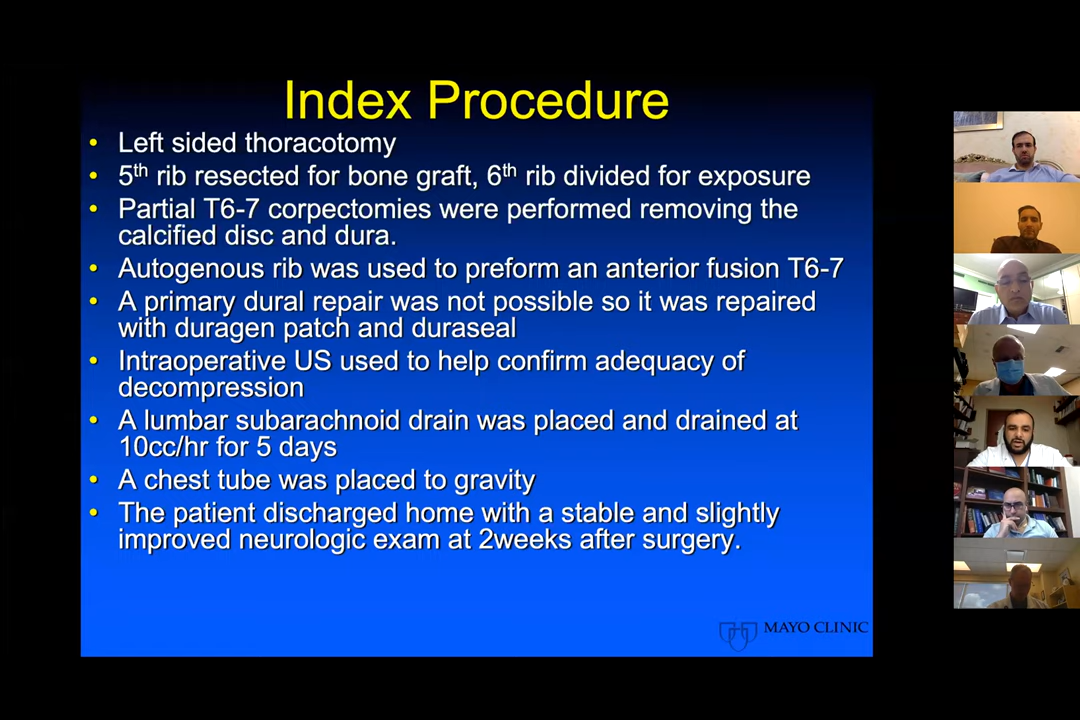 Index Procedure
• Left sided thoracotomy
• 5th rib resected for bone graft, 6th rib divided for exposure
• Partial T6-7 corpectomies were performed removing the
calcified disc and dura.
• Autogenous rib was used to preform an anterior fusion T6-7
• A primary dural repair was not possible so it was repaired
with duragen patch and duraseal
• Intraoperative US used to help confirm adequacy of
decompression
• A lumbar subarachnoid drain was placed and drained at
10cc/hr for 5 days
• A chest tube was placed to gravity
• The patient discharged home with a stable and slightly
improved neurologic exam at 2weeks after surgery.
MAYO CLINIC